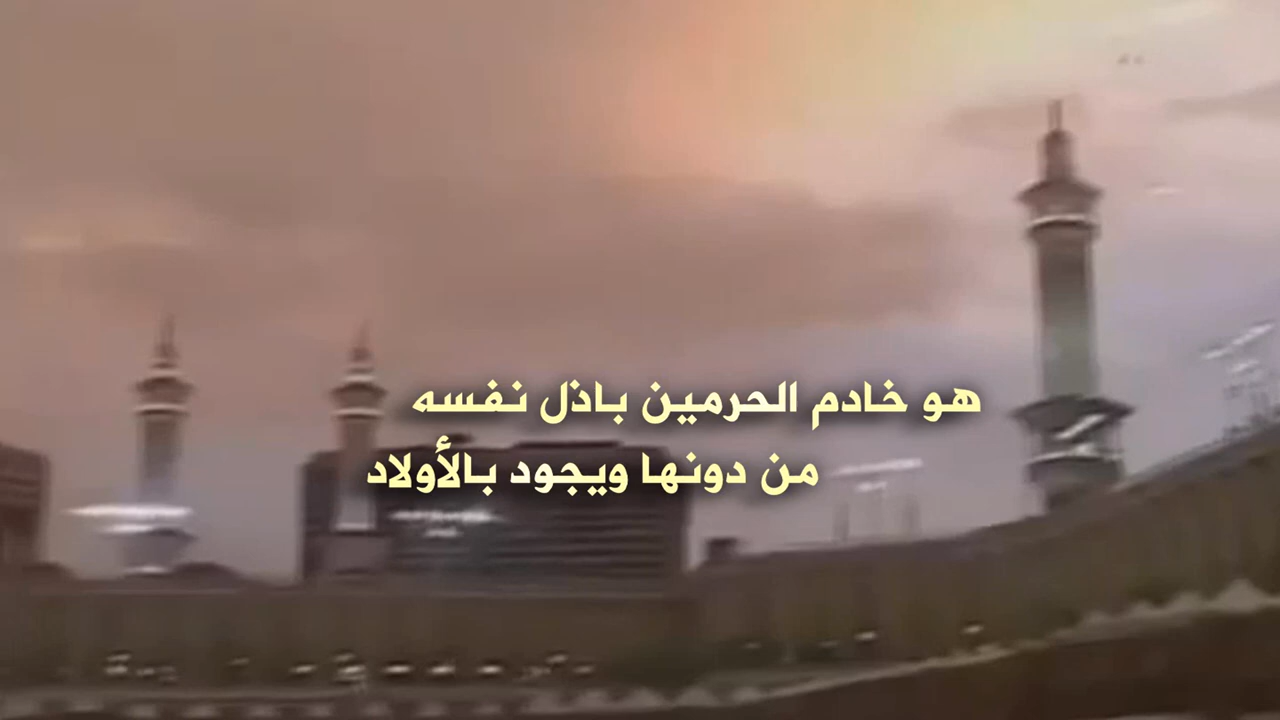 هو خادم الحرمين باذل نفسه
من دونها ويجود بالأولاد